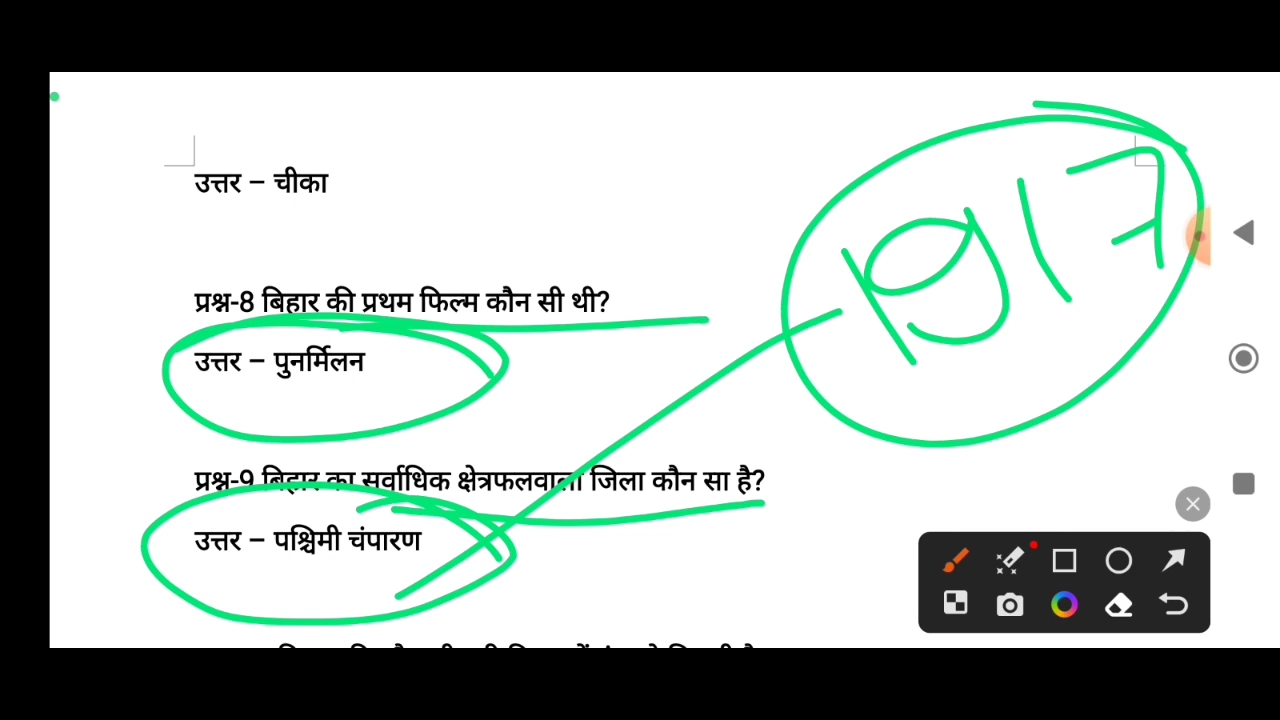 उत्तर – चीका
1917
प्रश्न-8 बिहार की प्रथम फिल्म कौन सी थी?
उत्तर – पुनर्मिलन
प्रश्न-9 बिहार का सर्वाधिक क्षेत्रफलवाला जिला कौन सा है?
उत्तर – पश्चिमी चंपारण